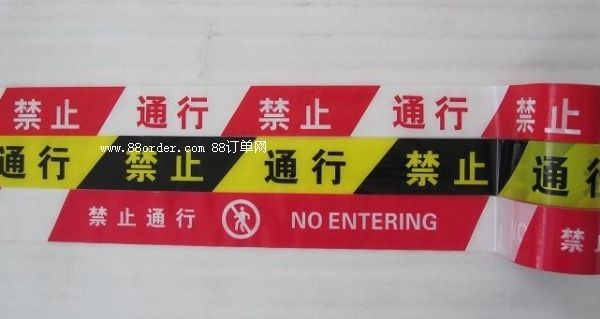 禁止 通行 禁止 通行 禁止
通行 禁止 通行 禁止 通行
www.88order.com 88订单网
禁止通行 NO ENTERING 禁